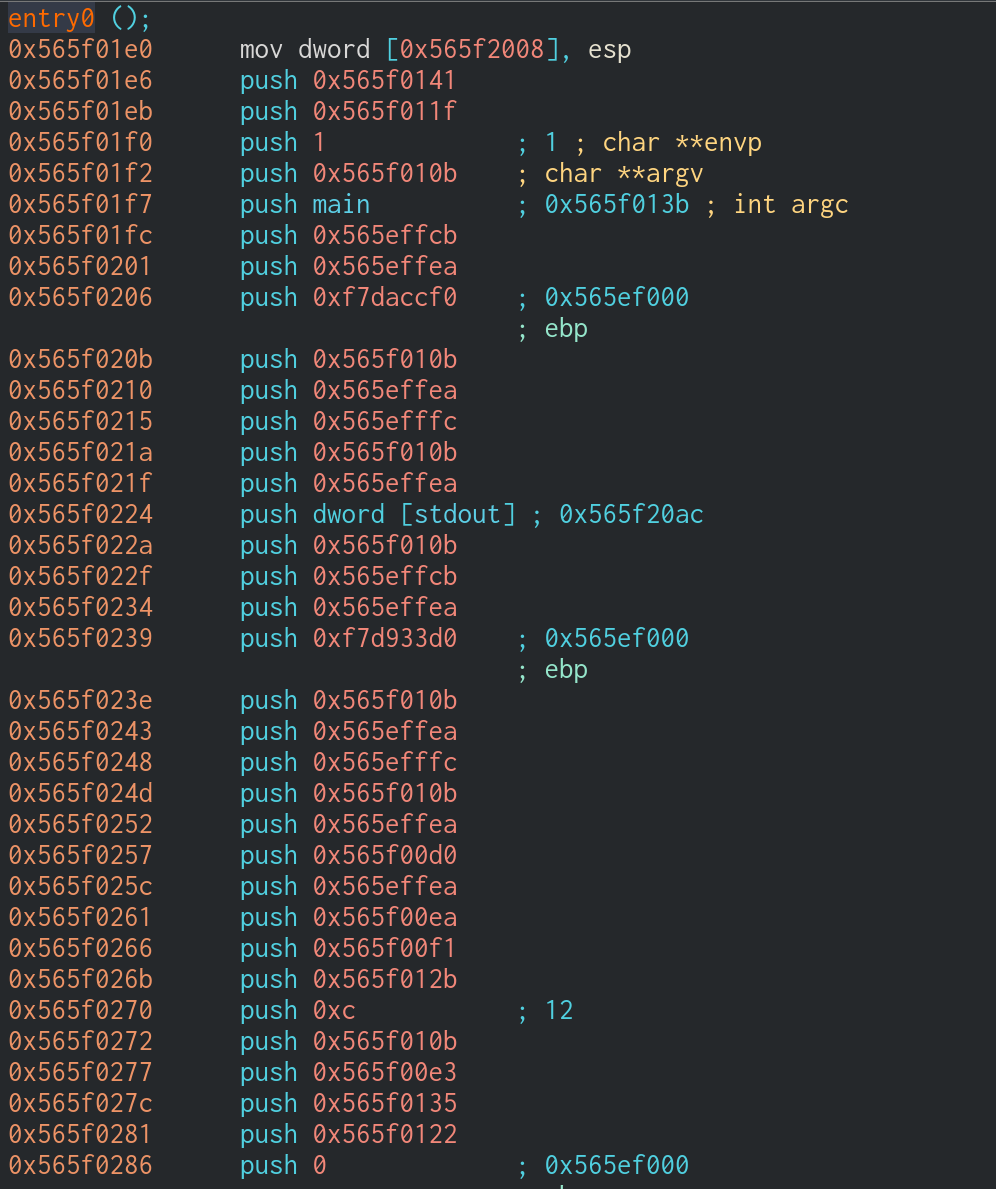 entry0 ();
0x565f01e0 mov dword [0x565f2008], esp
0x565f01e6 push 0x565f0141
0x565f01eb push 0x565f011f
0x565f01f0 push 1 ; 1 ; char **envp
0x565f01f2 push 0x565f010b ; char **argv
0x565f01f7 push main ; 0x565f013b ; int argc
0x565f01fc push 0x565effcb
0x565f0201 push 0x565effea
0x565f0206 push 0xf7daccf0 ; 0x565ef000
; ebp
0x565f020b push 0x565f010b
0x565f0210 push 0x565effea
0x565f0215 push 0x565efffc
0x565f021a push 0x565f010b
0x565f021f push 0x565effea
0x565f0224 push dword [stdout] ; 0x565f20ac
0x565f022a push 0x565f010b
0x565f022f push 0x565effcb
0x565f0234 push 0x565effea
0x565f0239 push 0xf7d933d0 ; 0x565ef000
; ebp
0x565f023e push 0x565f010b
0x565f0243 push 0x565effea
0x565f0248 push 0x565efffc
0x565f024d push 0x565f010b
0x565f0252 push 0x565effea
0x565f0257 push 0x565f00d0
0x565f025c push 0x565effea
0x565f0261 push 0x565f00ea
0x565f0266 push 0x565f00f1
0x565f026b push 0x565f012b
0x565f0270 push 0xc ; 12
0x565f0272 push 0x565f010b
0x565f0277 push 0x565f00e3
0x565f027c push 0x565f0135
0x565f0281 push 0x565f0122
0x565f0286 push 0 ; 0x565ef000